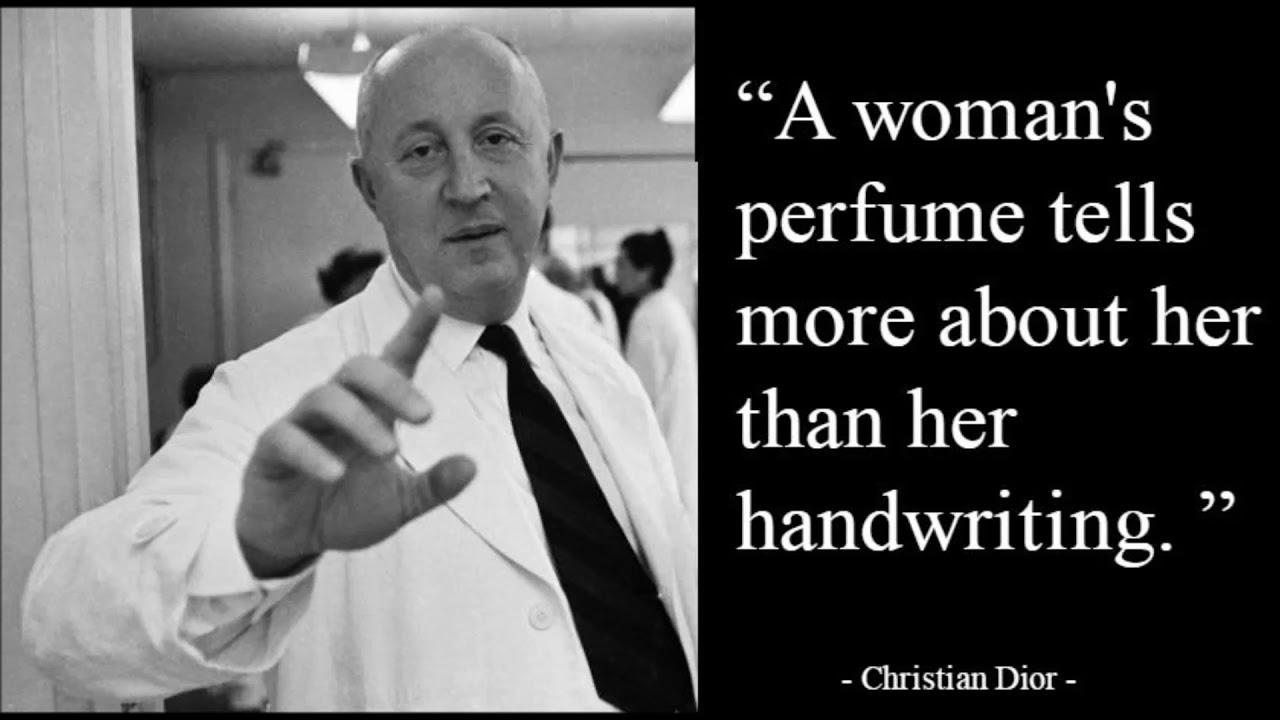 “A woman's
perfume tells
more about her
than her
handwriting. ”
- Christian Dior -